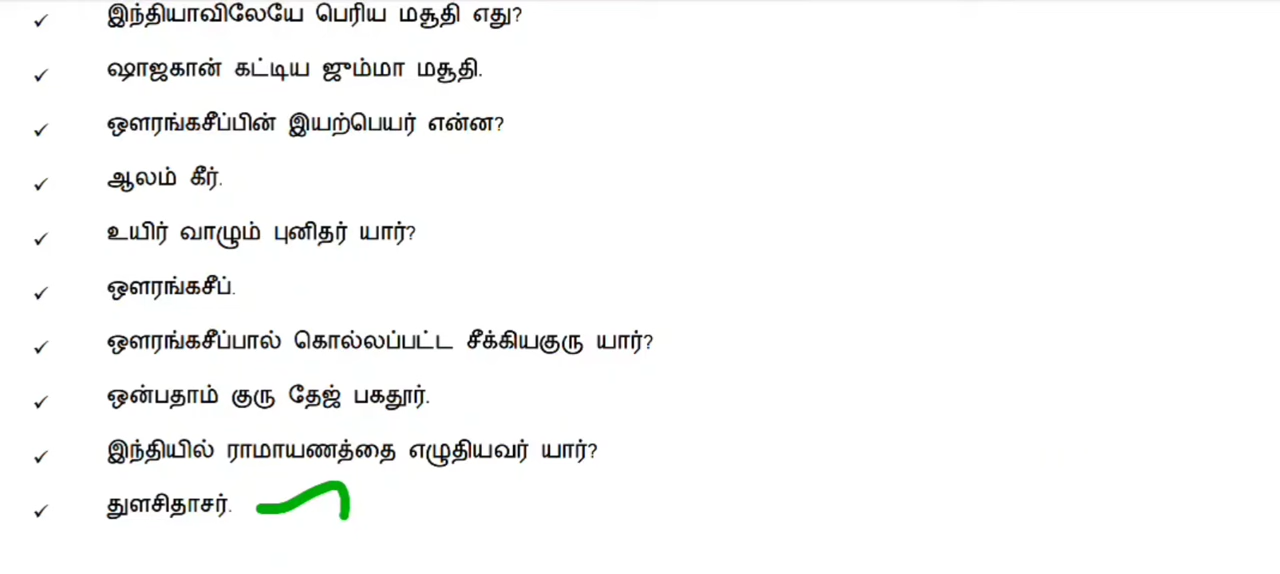 இந்தியாவிலேயே பெரிய மசூதி எது?
ஷாஜகான் கட்டிய ஜும்மா மசூதி.
ஔரங்கசீப்பின் இயற்பெயர் என்ன?
ஆலம் கீர்.
உயிர் வாழும் புனிதர் யார்?
ஔரங்கசீப்.
ஔரங்கசீப்பால் கொல்லப்பட்ட சீக்கியகுரு யார்?
ஒன்பதாம் குரு தேஜ் பகதூர்.
இந்தியில் ராமாயணத்தை எழுதியவர் யார்?
துளசிதாசர்.